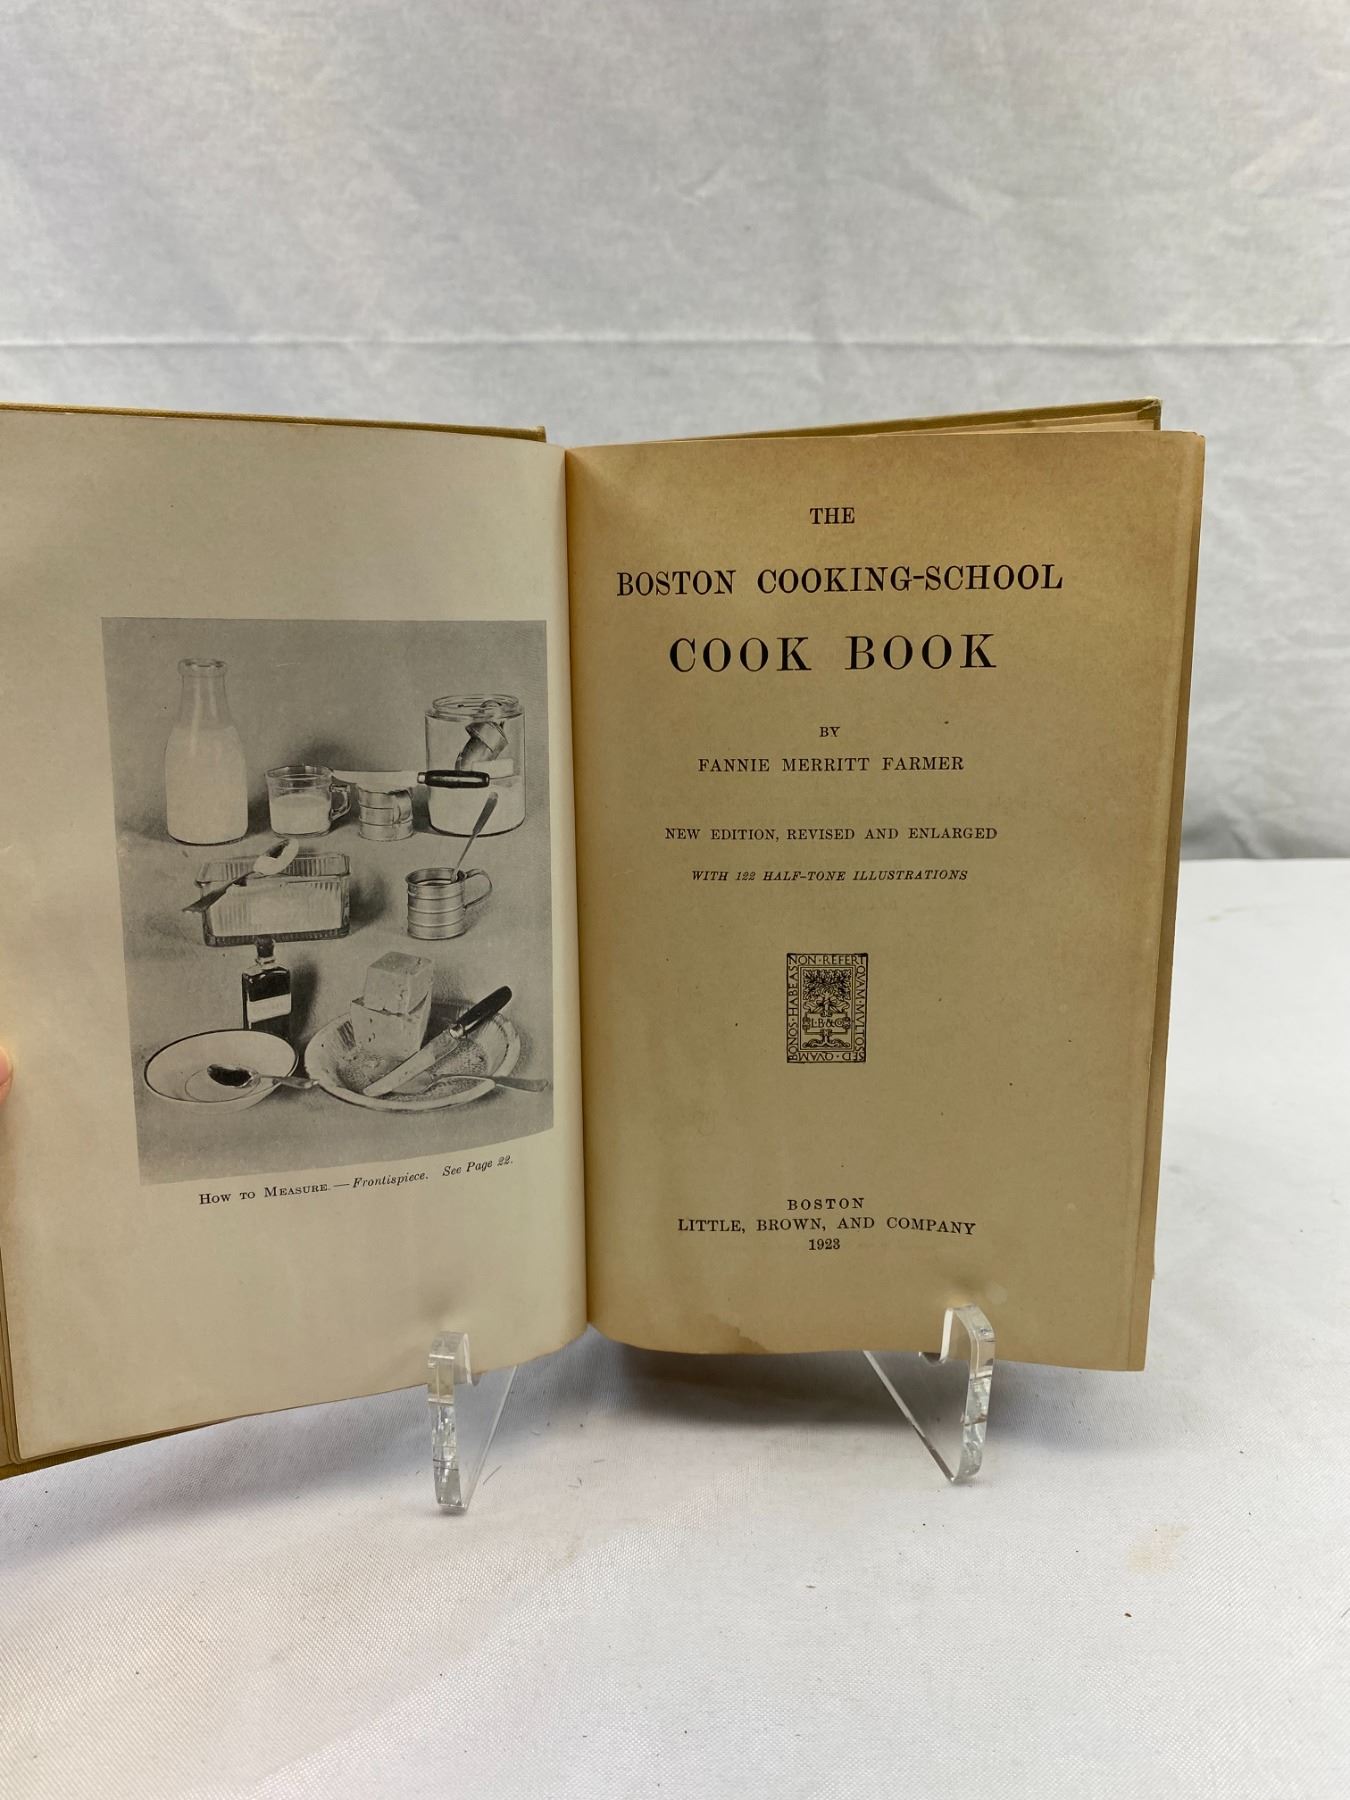 How to Measure.—Frontispiece. See Page 22.
THE
BOSTON COOKING-SCHOOL
COOK BOOK
BY
FANNIE MERRITT FARMER
NEW EDITION, REVISED AND ENLARGED
WITH 122 HALF-TONE ILLUSTRATIONS
NON·REFERT
QVAM·MVLTOS
SED·QVAM
BONOS·HABEAS
L·B·&·Co
BOSTON
LITTLE, BROWN, AND COMPANY
1923